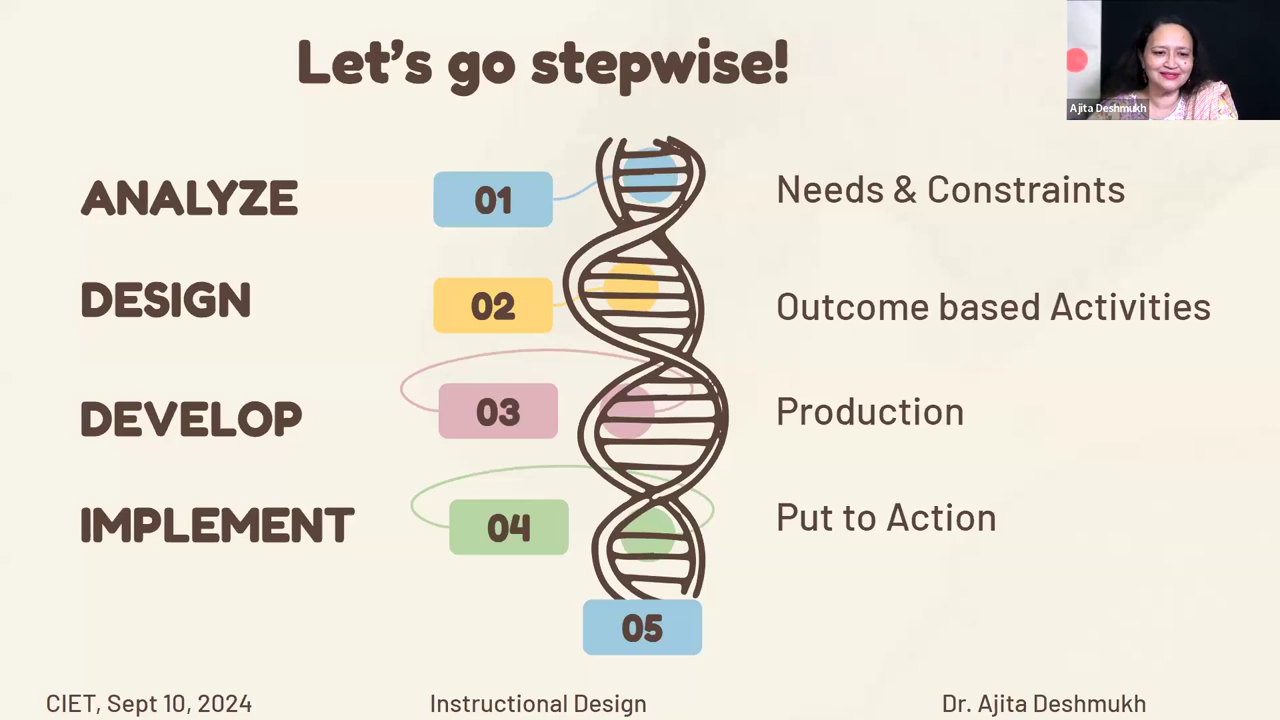 Let's go stepwise!
Ajita Deshmukh
ANALYZE 01 Needs & Constraints
DESIGN 02 Outcome based Activities
DEVELOP 03 Production
IMPLEMENT 04 Put to Action
05
CIET, Sept 10, 2024 Instructional Design Dr. Ajita Deshmukh